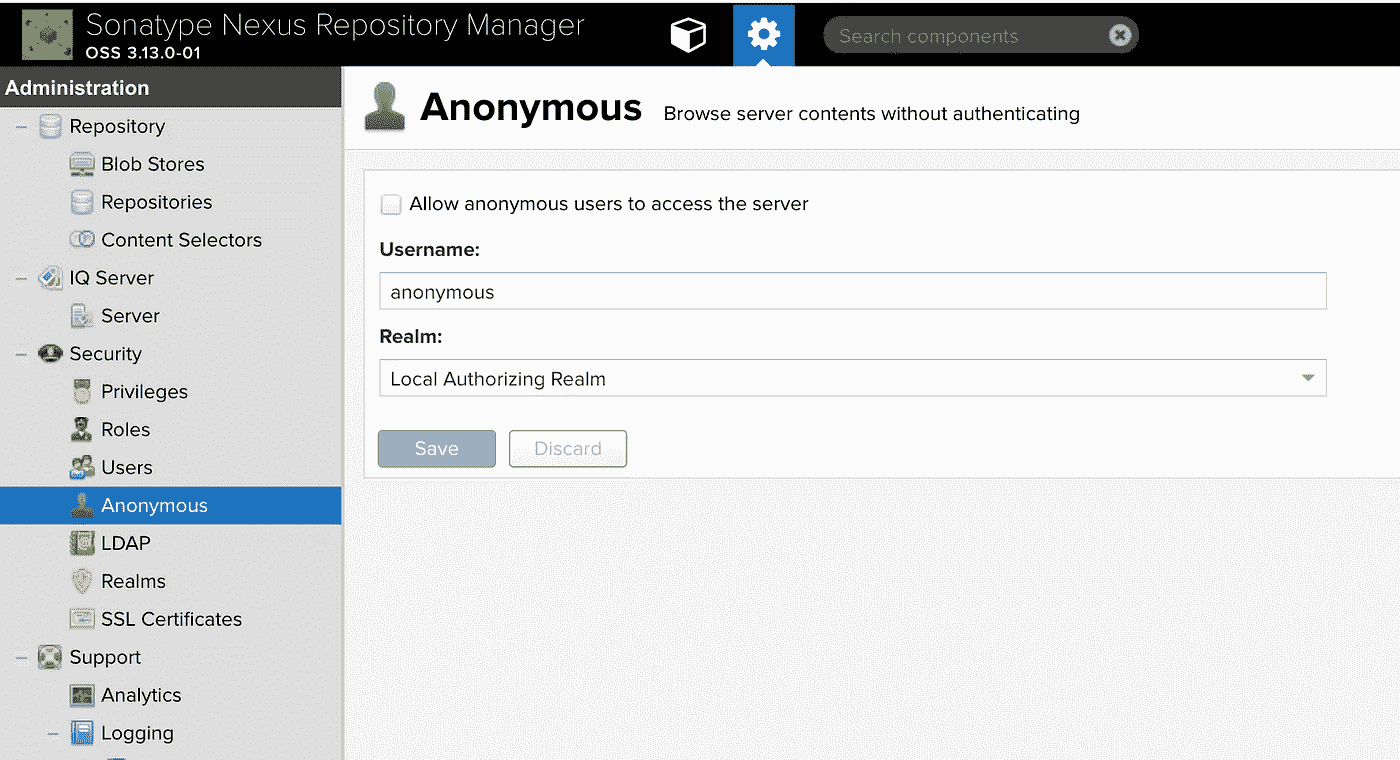 Sonatype Nexus Repository Manager
OSS 3.13.0-01
Search components
Administration
Repository
Blob Stores
Repositories
Content Selectors
IQ Server
Server
Security
Privileges
Roles
Users
Anonymous
LDAP
Realms
SSL Certificates
Support
Analytics
Logging
Anonymous Browse server contents without authenticating
Allow anonymous users to access the server
Username:
anonymous
Realm:
Local Authorizing Realm
Save Discard